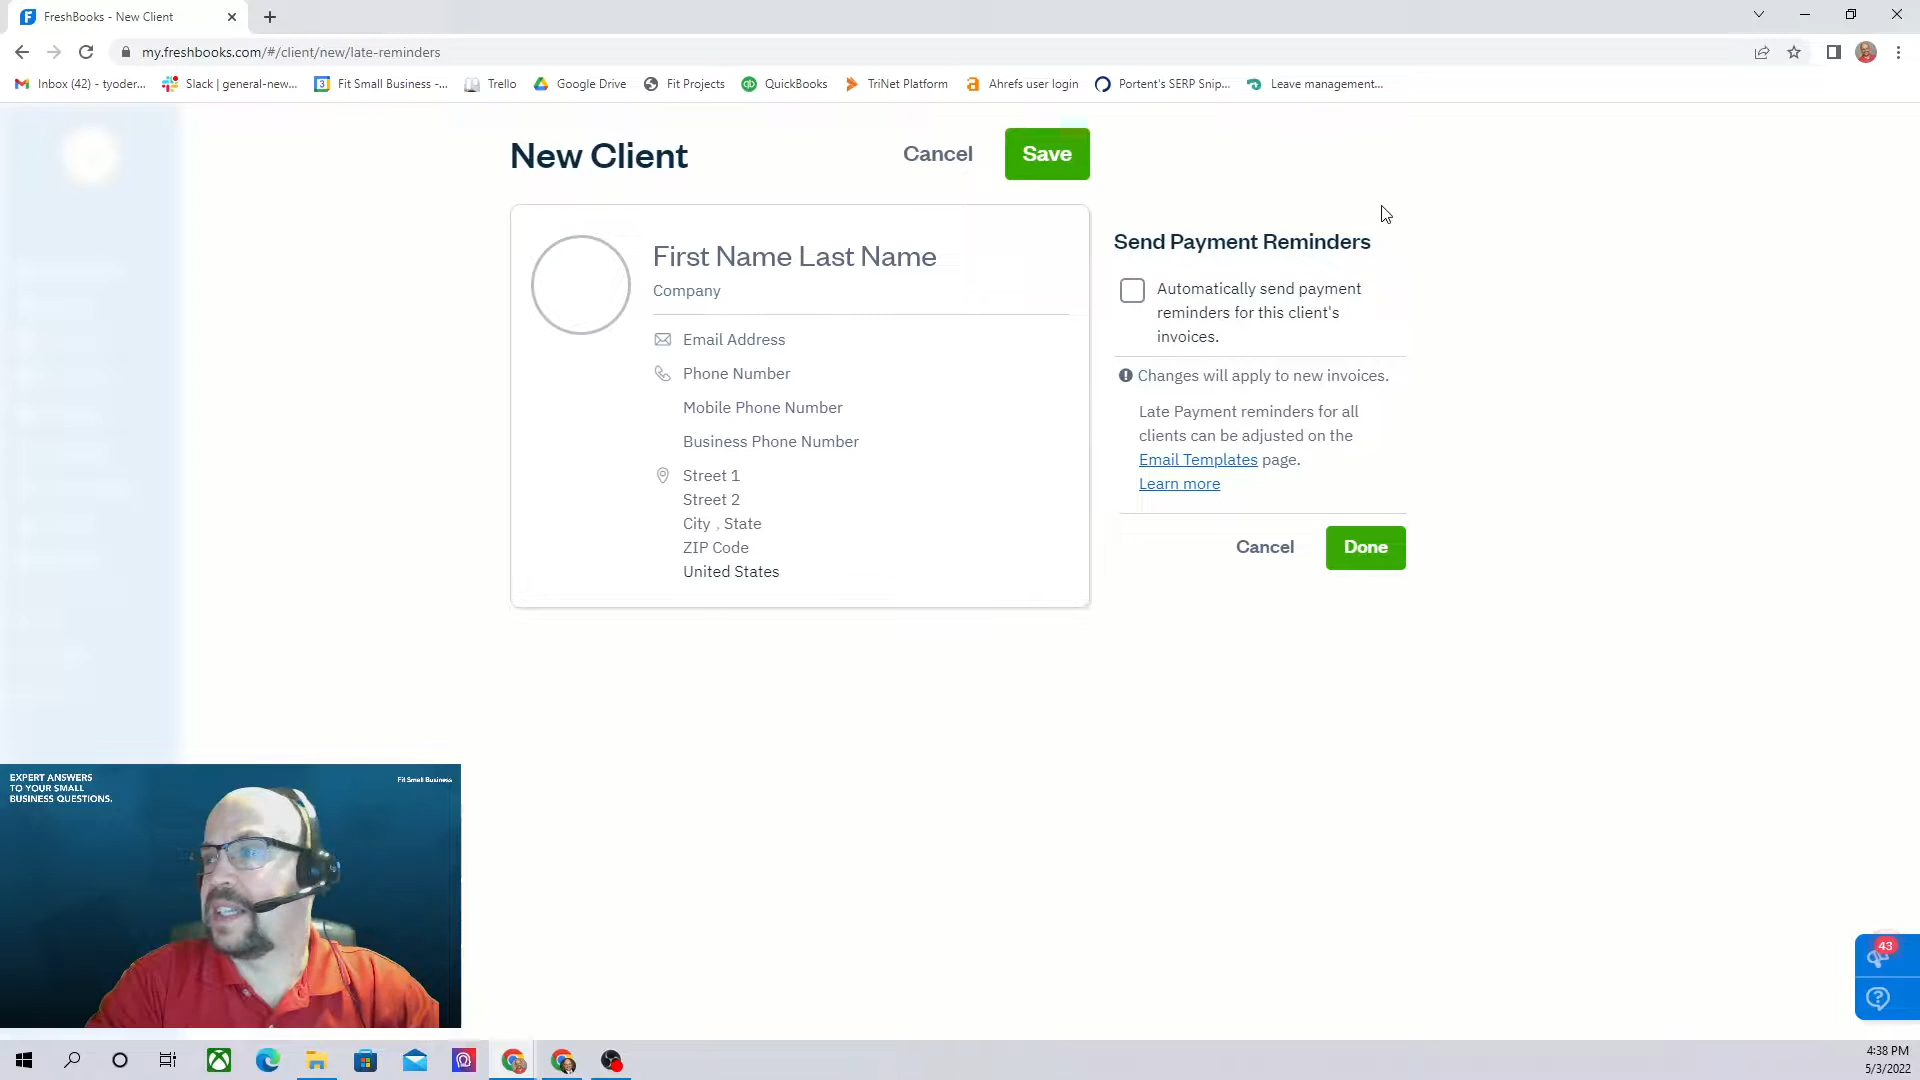 FreshBooks - New Client
my.freshbooks.com/#/client/new/late-reminders
Inbox (42) - tyoder... Slack | general-new... 3 Fit Small Business -... Trello Google Drive Fit Projects QuickBooks TriNet Platform Ahrefs user login Portent's SERP Snip... Leave management...
New Client Cancel Save
First Name Last Name
Company
Email Address
Phone Number
Mobile Phone Number
Business Phone Number
Street 1
Street 2
City , State
ZIP Code
United States
Send Payment Reminders
Automatically send payment
reminders for this client's
invoices.
Changes will apply to new invoices.
Late Payment reminders for all
clients can be adjusted on the
Email Templates page.
Learn more
Cancel Done
EXPERT ANSWERS
TO YOUR SMALL
BUSINESS QUESTIONS.
Fit Small Business
43
4:38 PM
5/3/2022